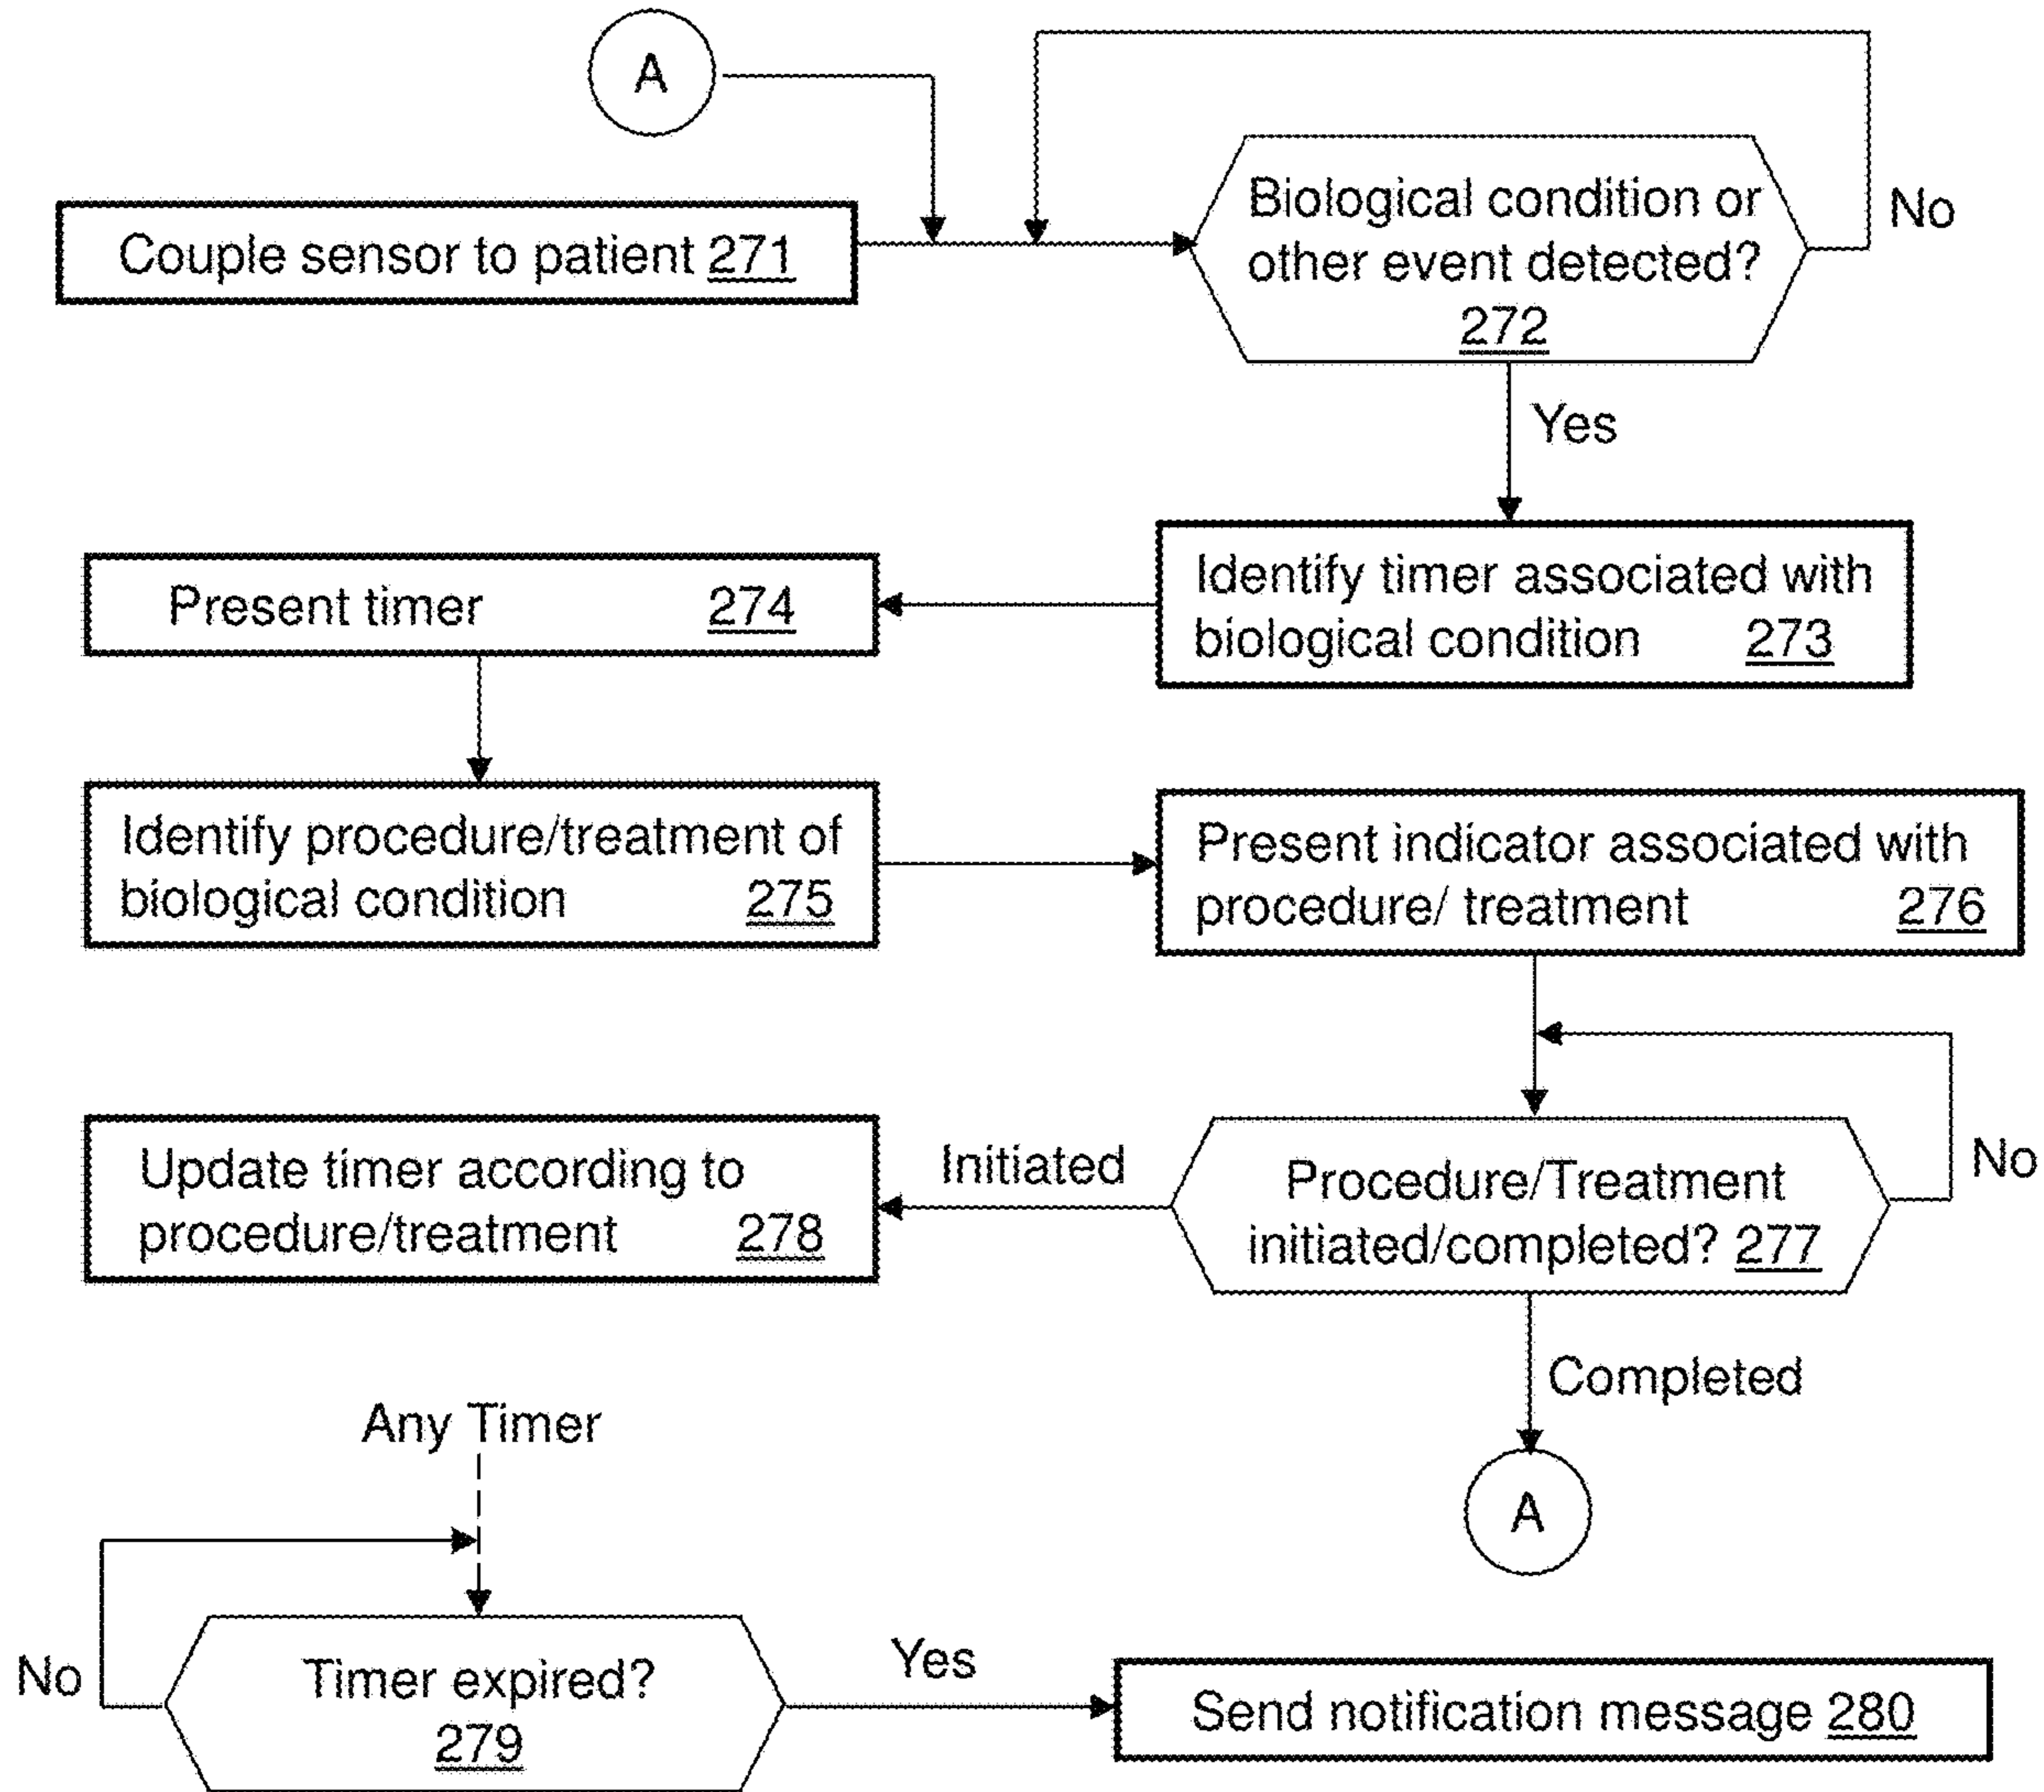 A
Couple sensor to patient 271
Biological condition or
other event detected?
272
No
Yes
Identify timer associated with
biological condition 273
Present timer 274
Identify procedure/treatment of
biological condition 275
Present indicator associated with
procedure/ treatment 276
Procedure/Treatment
initiated/completed? 277
No
Initiated
Update timer according to
procedure/treatment 278
Completed
A
Any Timer
Timer expired?
279
No
Yes
Send notification message 280